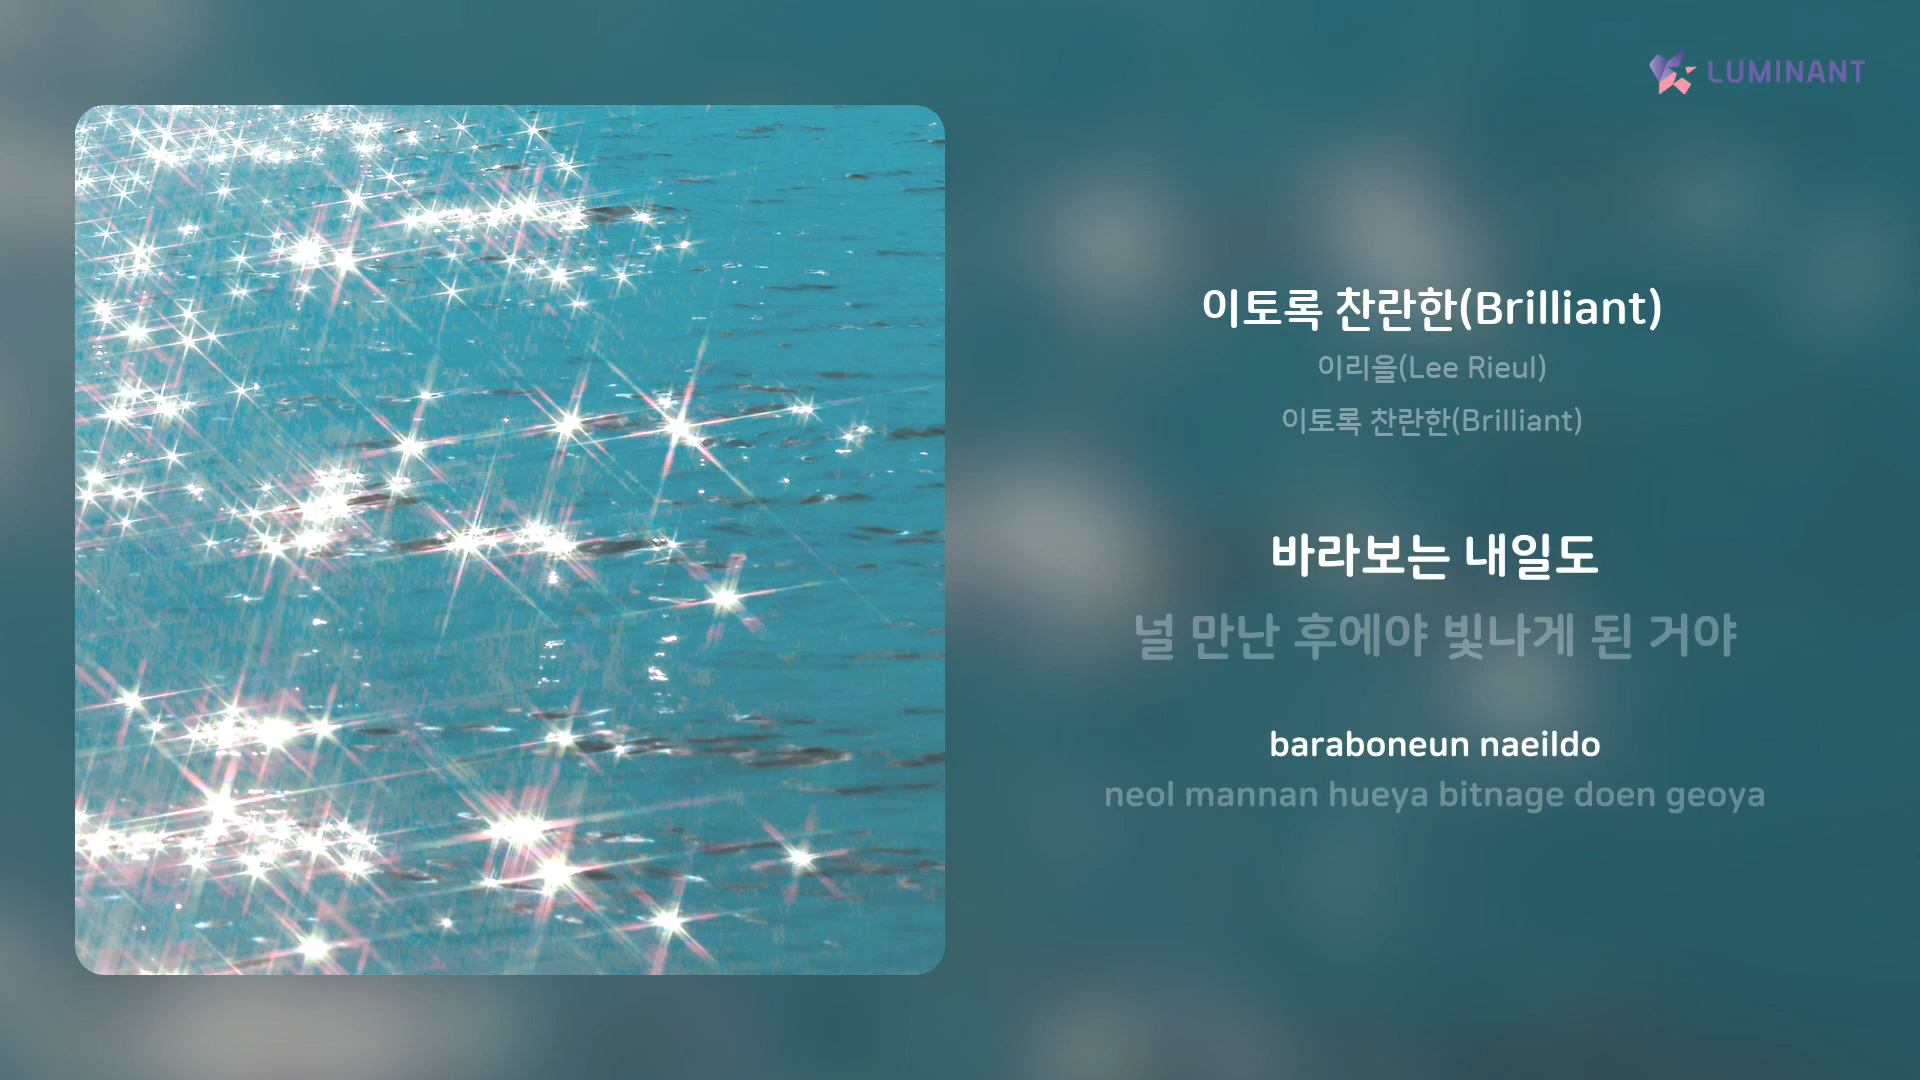 LUMINANT
이토록 찬란한(Brilliant)
이리을(Lee Rieul)
이토록 찬란한(Brilliant)
바라보는 내일도
널 만난 후에야 빛나게 된 거야
baraboneun naeildo
neol mannan hueya bitnage doen geoya